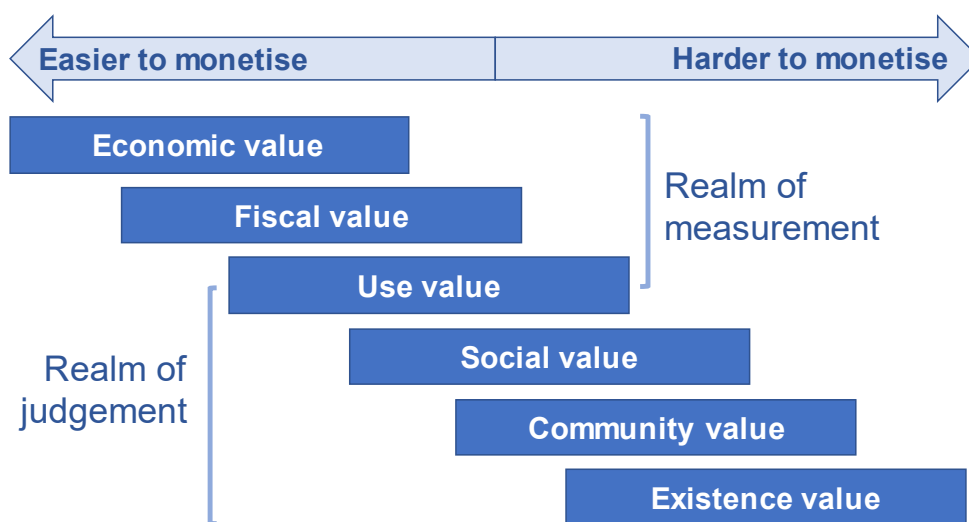 Easier to monetise
Harder to monetise
Economic value
Realm of
measurement
Fiscal value
Use value
Social value
Realm of
judgement
Community value
Existence value